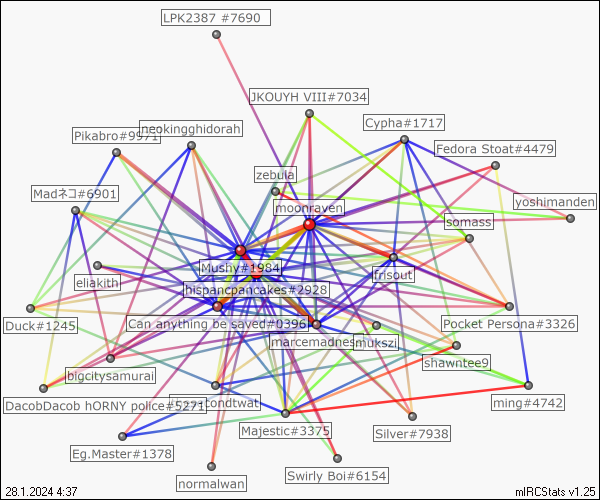 LPK2387 #7690
JKOUYH VIII#7034
Cypha#1717
neokingghidorah
Pikabro#9971
Fedora Stoat#4479
zebula
Madネコ#6901
yoshimanden
moonraven
somass
Mushy#1984
friscut
eliakith
hispancpancakes#2928
Duck#1245
Can anything be saved#0396
Pocket Persona#3326
marcemadness
mukszi
shawntee9
bigcitysamurai
DacobDacob hORNY police#5271
ming#4742
Majestic#3375
Silver#7938
Eg.Master#1378
Swirly Boi#6154
normalwan
28.1.2024 4:37
mIRCStats v1.25